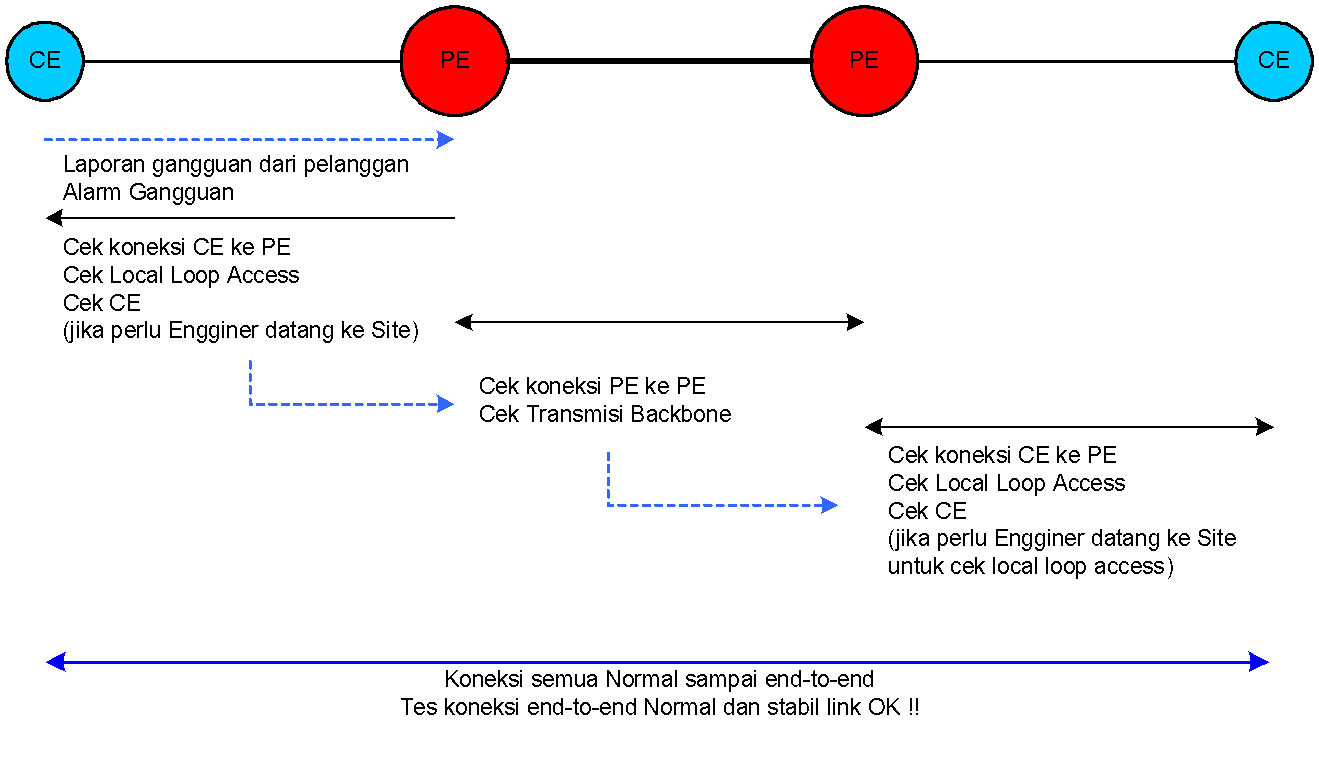 CE
PE
PE
CE
Laporan gangguan dari pelanggan
Alarm Gangguan
Cek koneksi CE ke PE
Cek Local Loop Access
Cek CE
(jika perlu Engginer datang ke Site)
Cek koneksi PE ke PE
Cek Transmisi Backbone
Cek koneksi CE ke PE
Cek Local Loop Access
Cek CE
(jika perlu Engginer datang ke Site
untuk cek local loop access)
Koneksi semua Normal sampai end-to-end
Tes koneksi end-to-end Normal dan stabil link OK !!